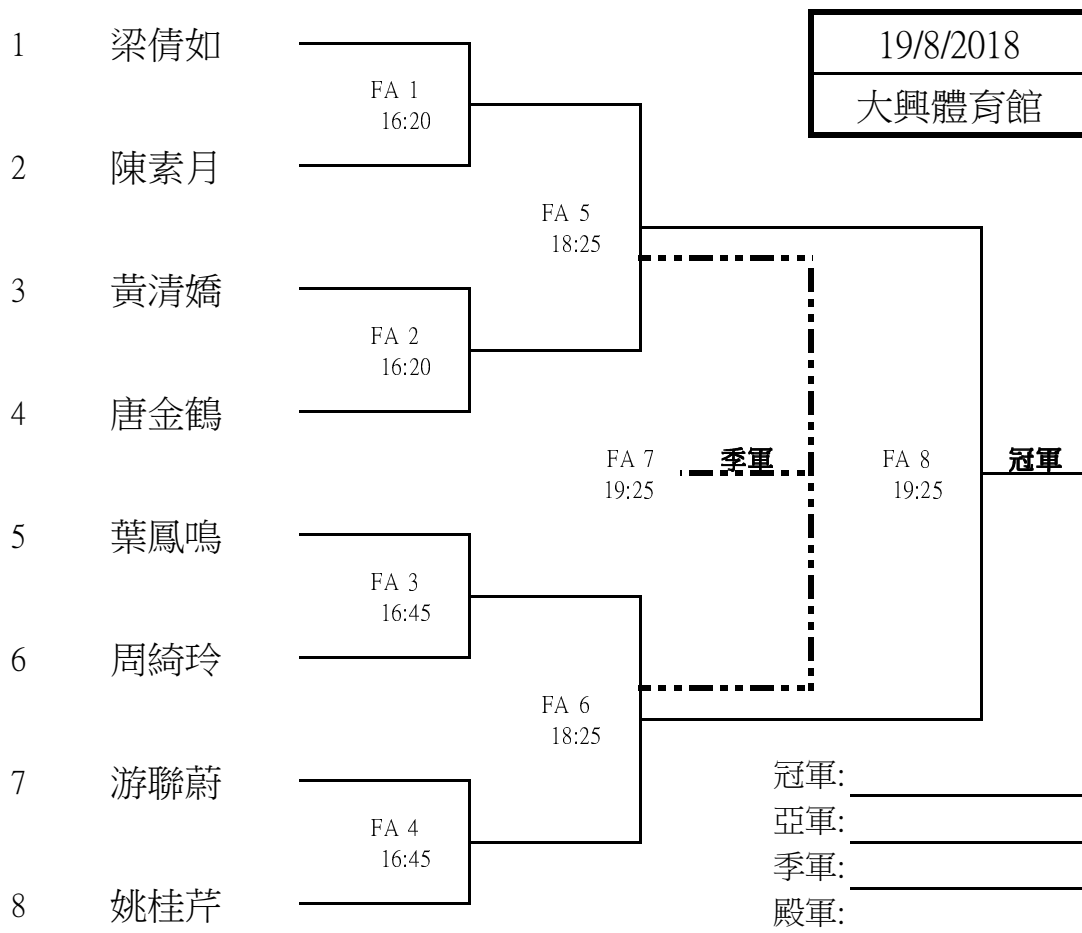 19/8/2018
大興體育館
1 梁倩如
FA 1
16:20
2 陳素月
FA 5
18:25
3 黃清嬌
FA 2
16:20
4 唐金鶴
FA 7 季軍
19:25
FA 8 冠軍
19:25
5 葉鳳鳴
FA 3
16:45
6 周綺玲
FA 6
18:25
7 游聯蔚
FA 4
16:45
8 姚桂芹
冠軍:
亞軍:
季軍:
殿軍: